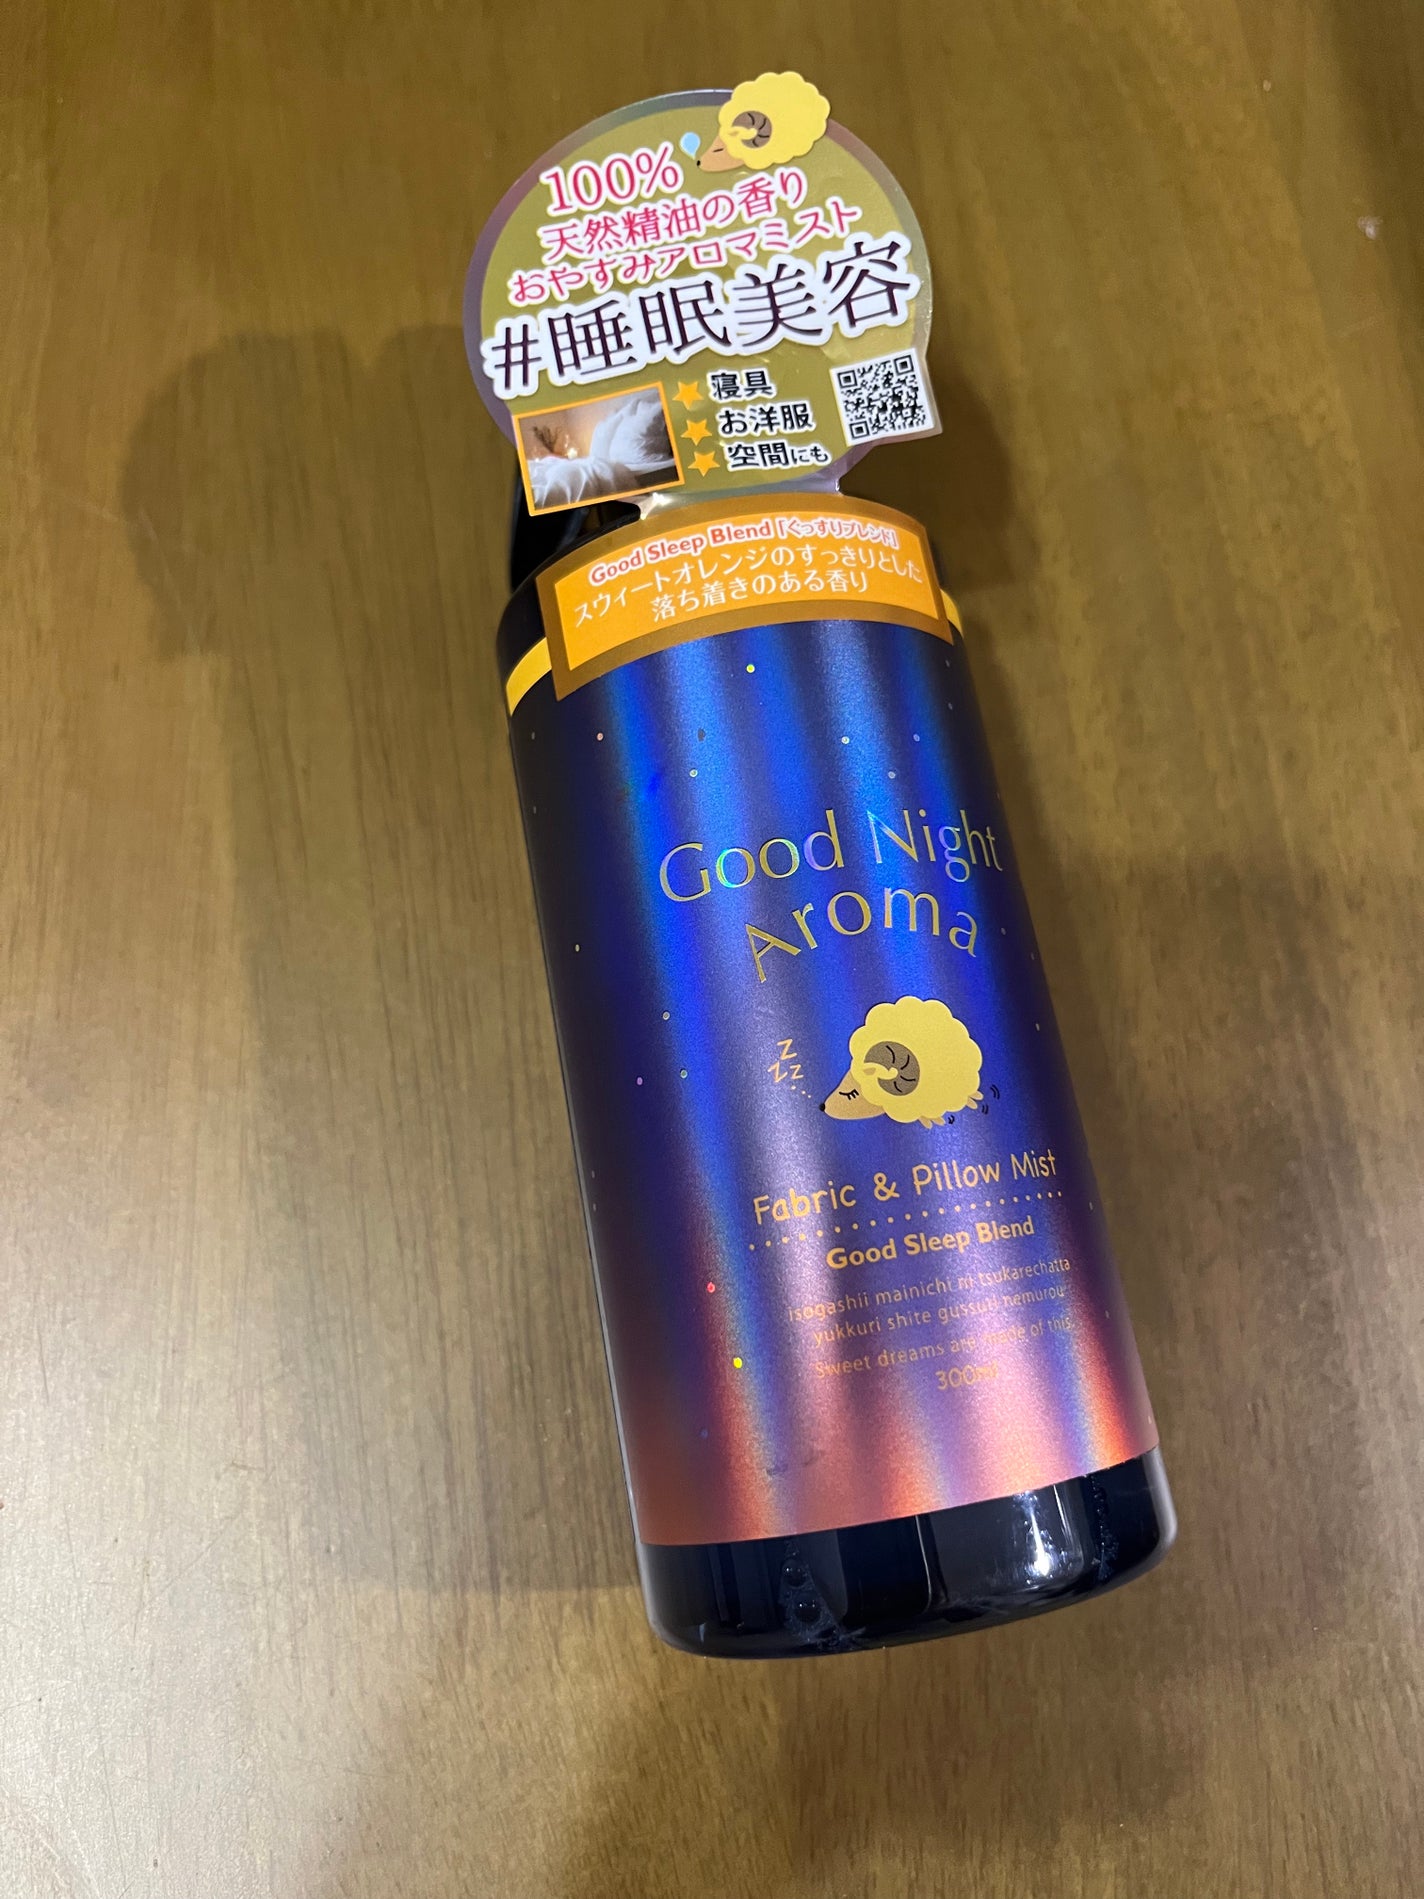 100%
天然精油の香り
おやすみアロマミスト
#睡眠美容
寝具
お洋服
空間にも
Good Sleep Blend「ぐっすりブレンド」
スウィートオレンジのすっきりとした
落ち着きのある香り
Good Night
Aroma
z
zz...
Fabric & Pillow Mist
Good Sleep Blend
isogashii mainichi ni tsukarechatta
yukkuri shite gussuri nemurou
Sweet dreams are made of this.
300ml